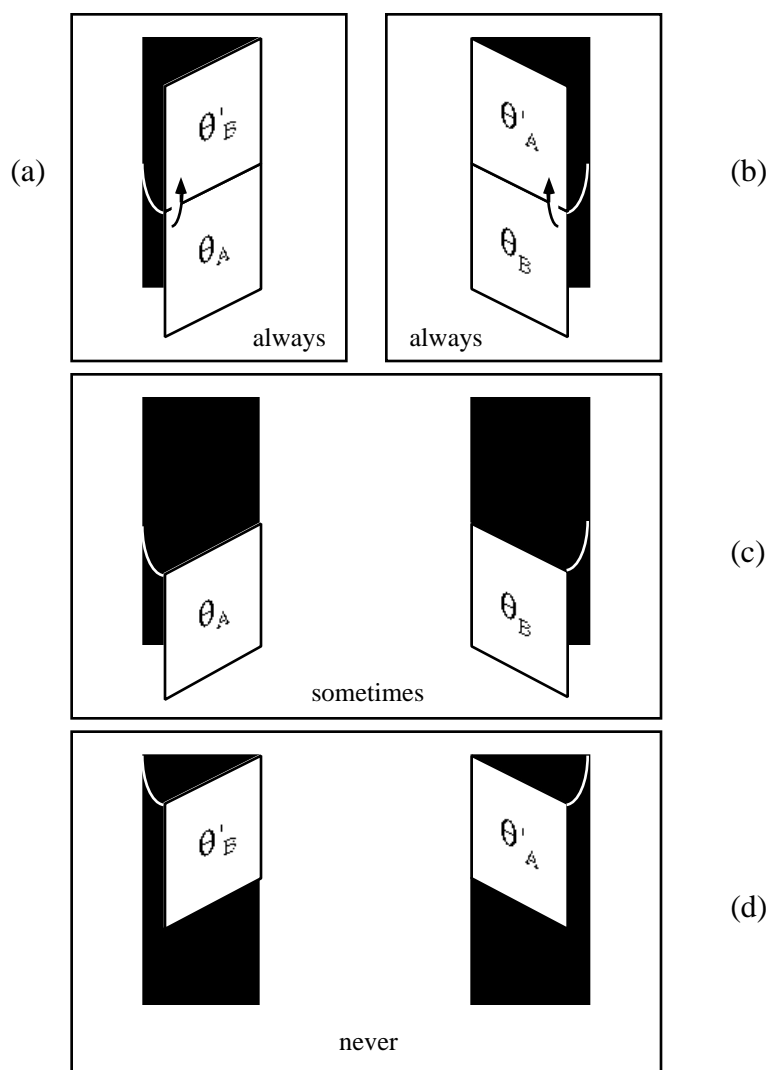 θ'B θ'A
(a) (b)
θA θB
always always
(c)
θA θB
sometimes
θ'B θ'A
(d)
never